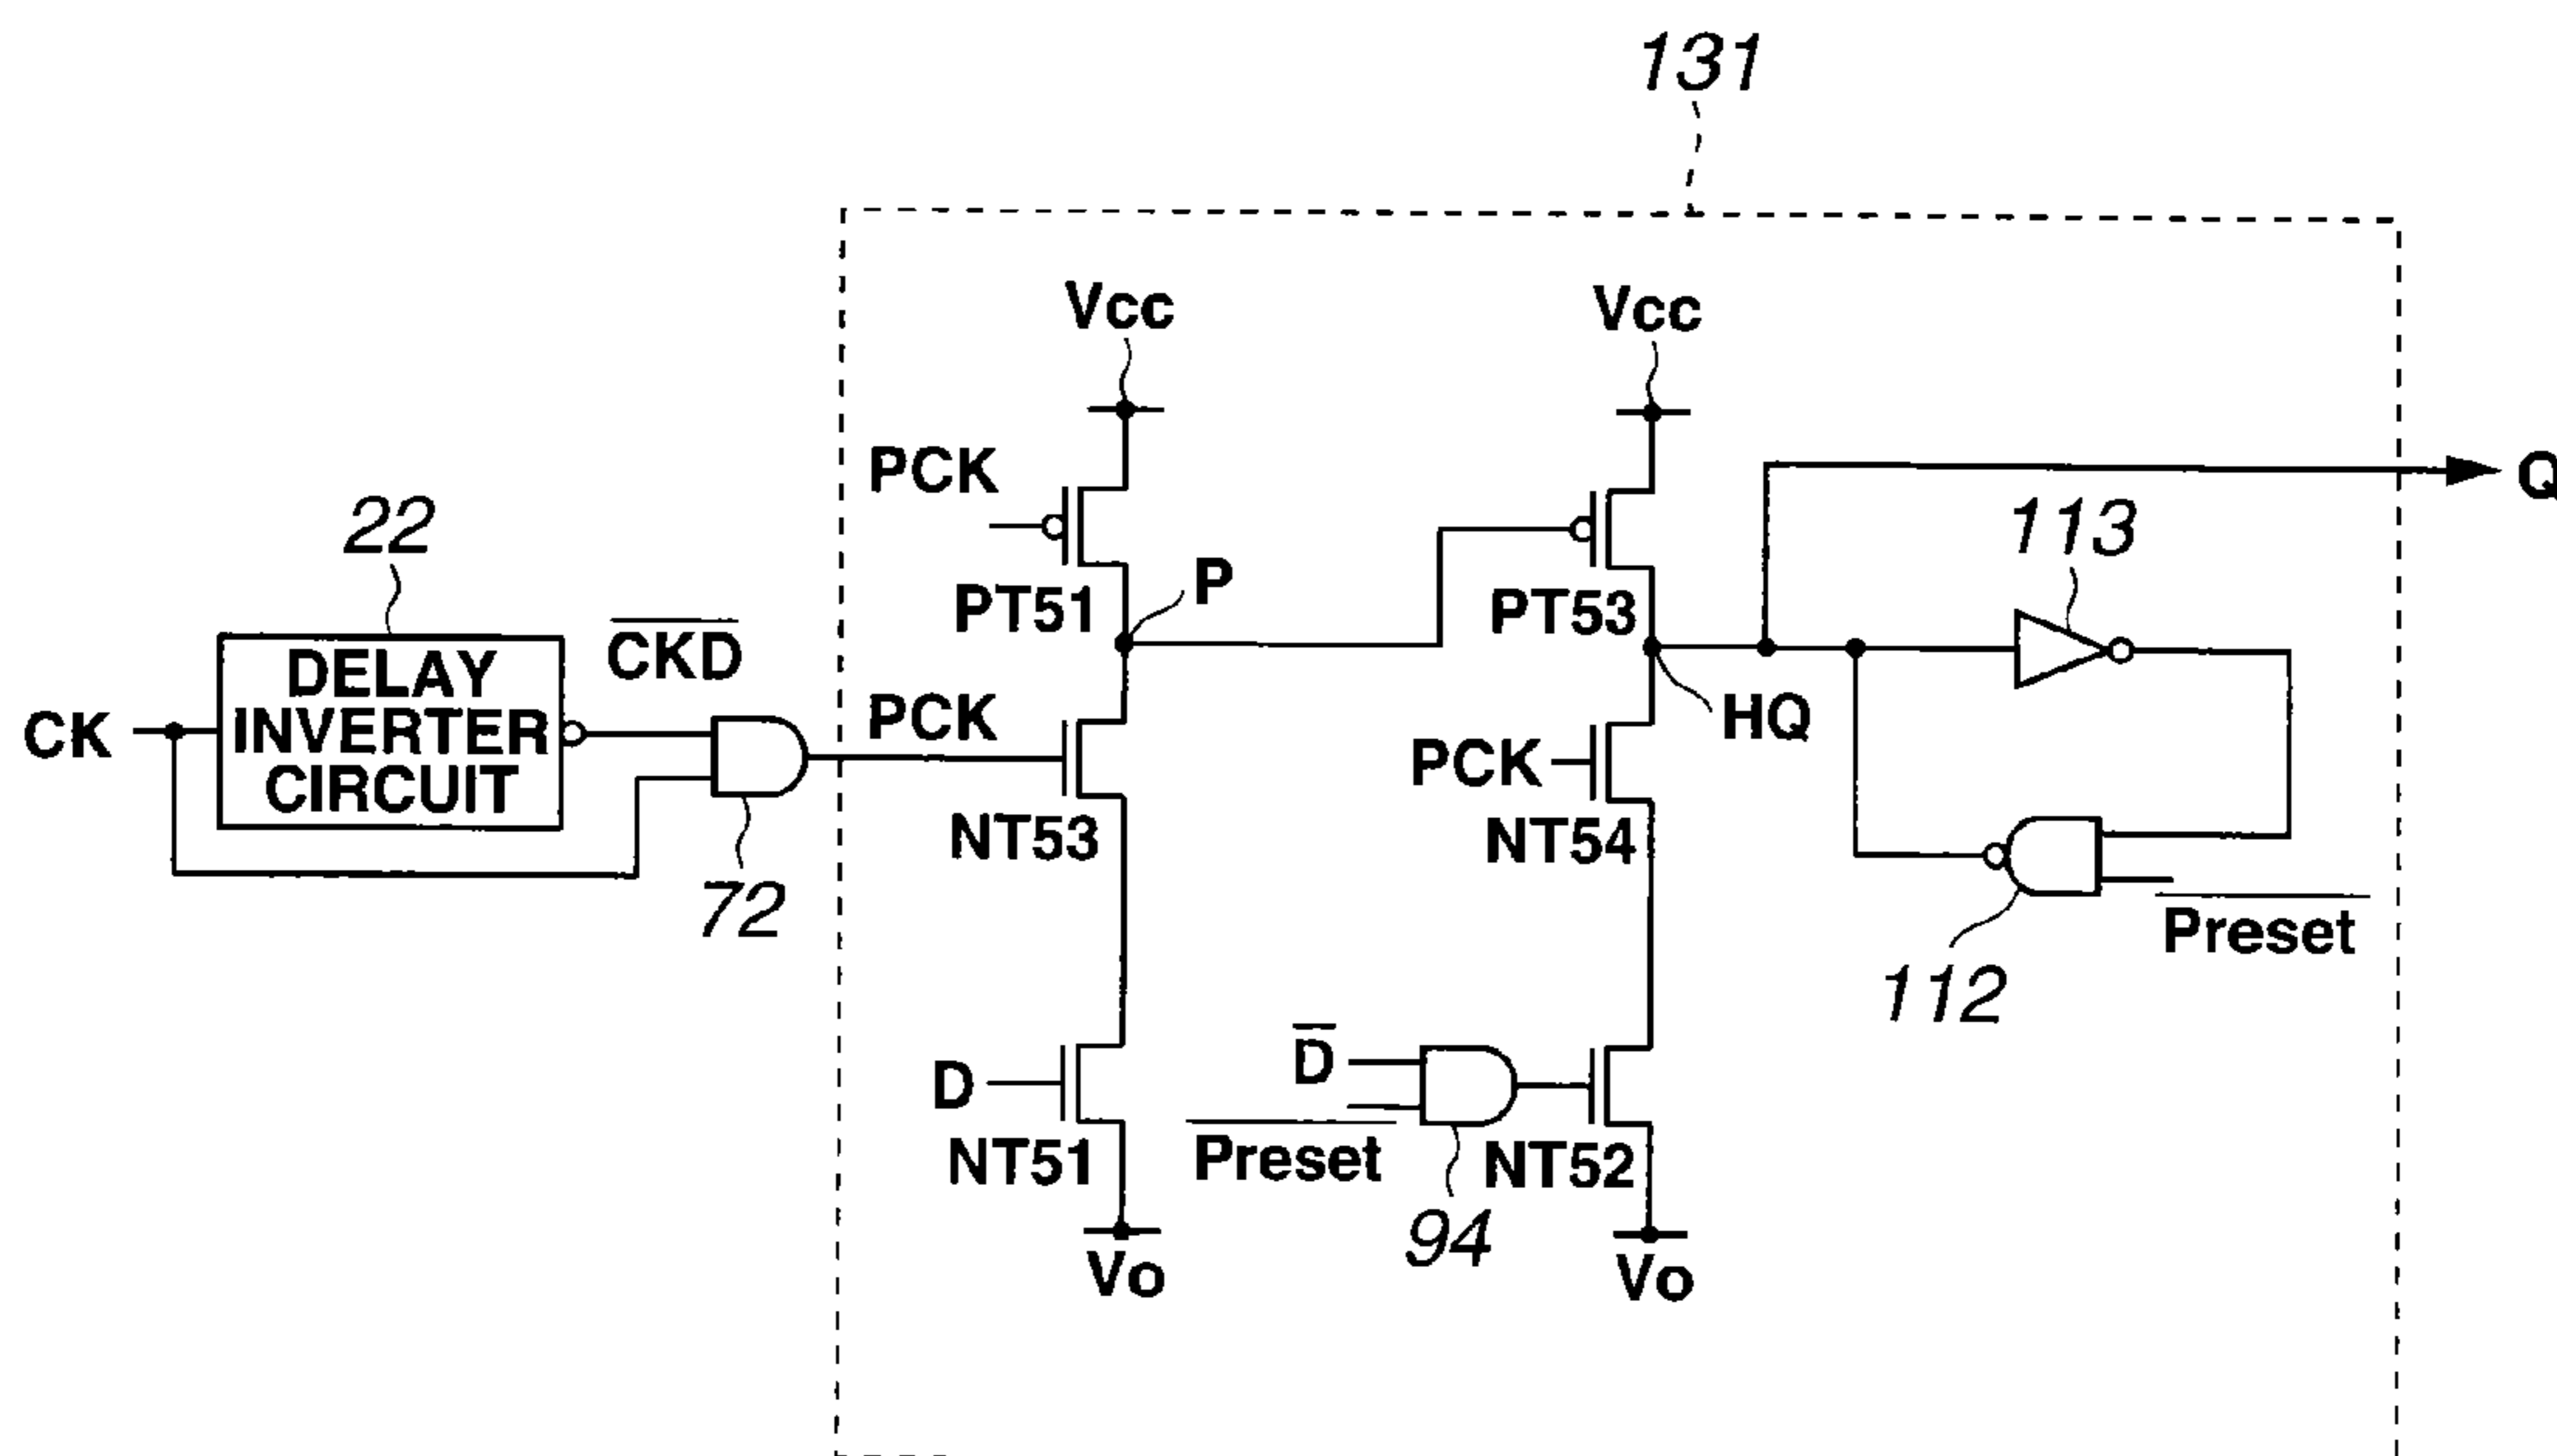 131
Vcc
Vcc
PCK
Q
22
113
P
PT51
PT53
CKD
DELAY
INVERTER
CIRCUIT
CK
PCK
HQ
PCK
NT53
NT54
72
Preset
112
D
D
Preset
NT51
NT52
94
Vo
Vo